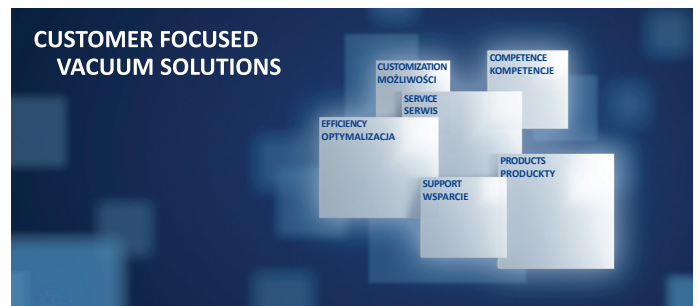 CUSTOMER FOCUSED
VACUUM SOLUTIONS
CUSTOMIZATION
MOŻLIWOŚCI
COMPETENCE
KOMPETENCJE
SERVICE
SERWIS
EFFICIENCY
OPTYMALIZACJA
PRODUCTS
PRODUCKTY
SUPPORT
WSPARCIE